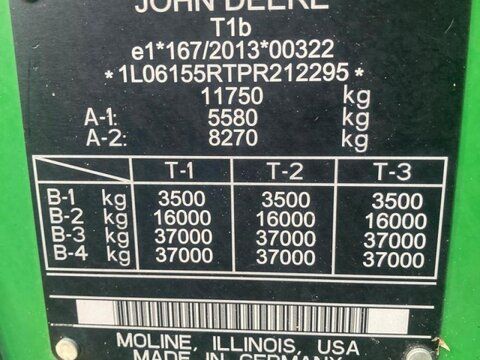 JOHN DEERE
T1b
e1*167/2013*00322
*1L06155RTPR212295*
11750 kg
A-1: 5580 kg
A-2: 8270 kg
T-1 T-2 T-3
B-1 kg 3500 3500 3500
B-2 kg 16000 16000 16000
B-3 kg 37000 37000 37000
B-4 kg 37000 37000 37000
MOLINE, ILLINOIS, USA
MADE IN GERMANY